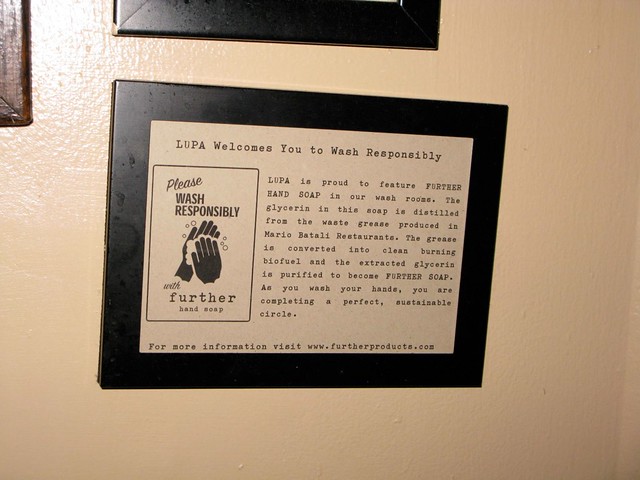 LUPA Welcomes You to Wash Responsibly
Please
WASH
RESPONSIBLY
with
further
hand soap
LUPA is proud to feature FURTHER
HAND SOAP in our wash rooms. The
glycerin in this soap is distilled
from the waste grease produced in
Mario Batali Restaurants. The grease
is converted into clean burning
biofuel and the extracted glycerin
is purified to become FURTHER SOAP.
As you wash your hands, you are
completing a perfect, sustainable
circle.
For more information visit www.furtherproducts.com